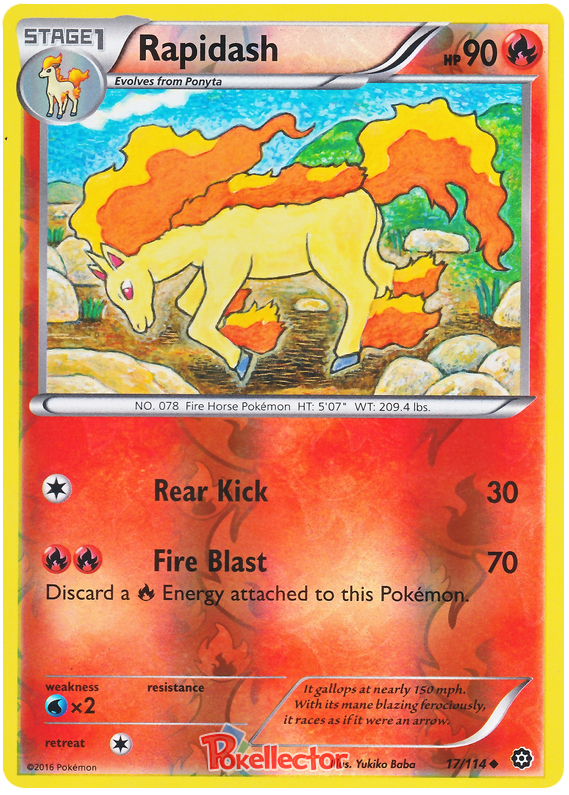 STAGE1
Rapidash
HP 90
Evolves from Ponyta
NO. 078 Fire Horse Pokémon HT: 5'07" WT: 209.4 lbs.
Rear Kick 30
Fire Blast 70
Discard a Energy attached to this Pokémon.
weakness resistance
×2
retreat
It gallops at nearly 150 mph.
With its mane blazing ferociously,
it races as if it were an arrow.
Pokellector
©2016 Pokémon
Illus. Yukiko Baba 17/114